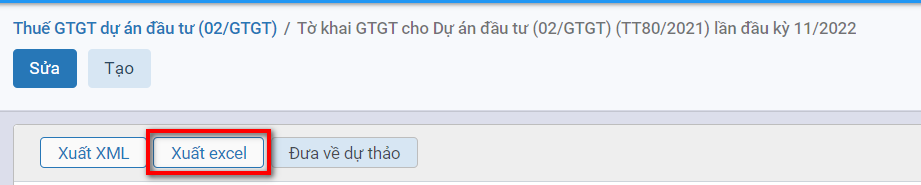 Thuế GTGT dự án đầu tư (02/GTGT) / Tờ khai GTGT cho Dự án đầu tư (02/GTGT) (TT80/2021) lần đầu kỳ 11/2022
Sửa Tạo
Xuất XML Xuất excel Đưa về dự thảo